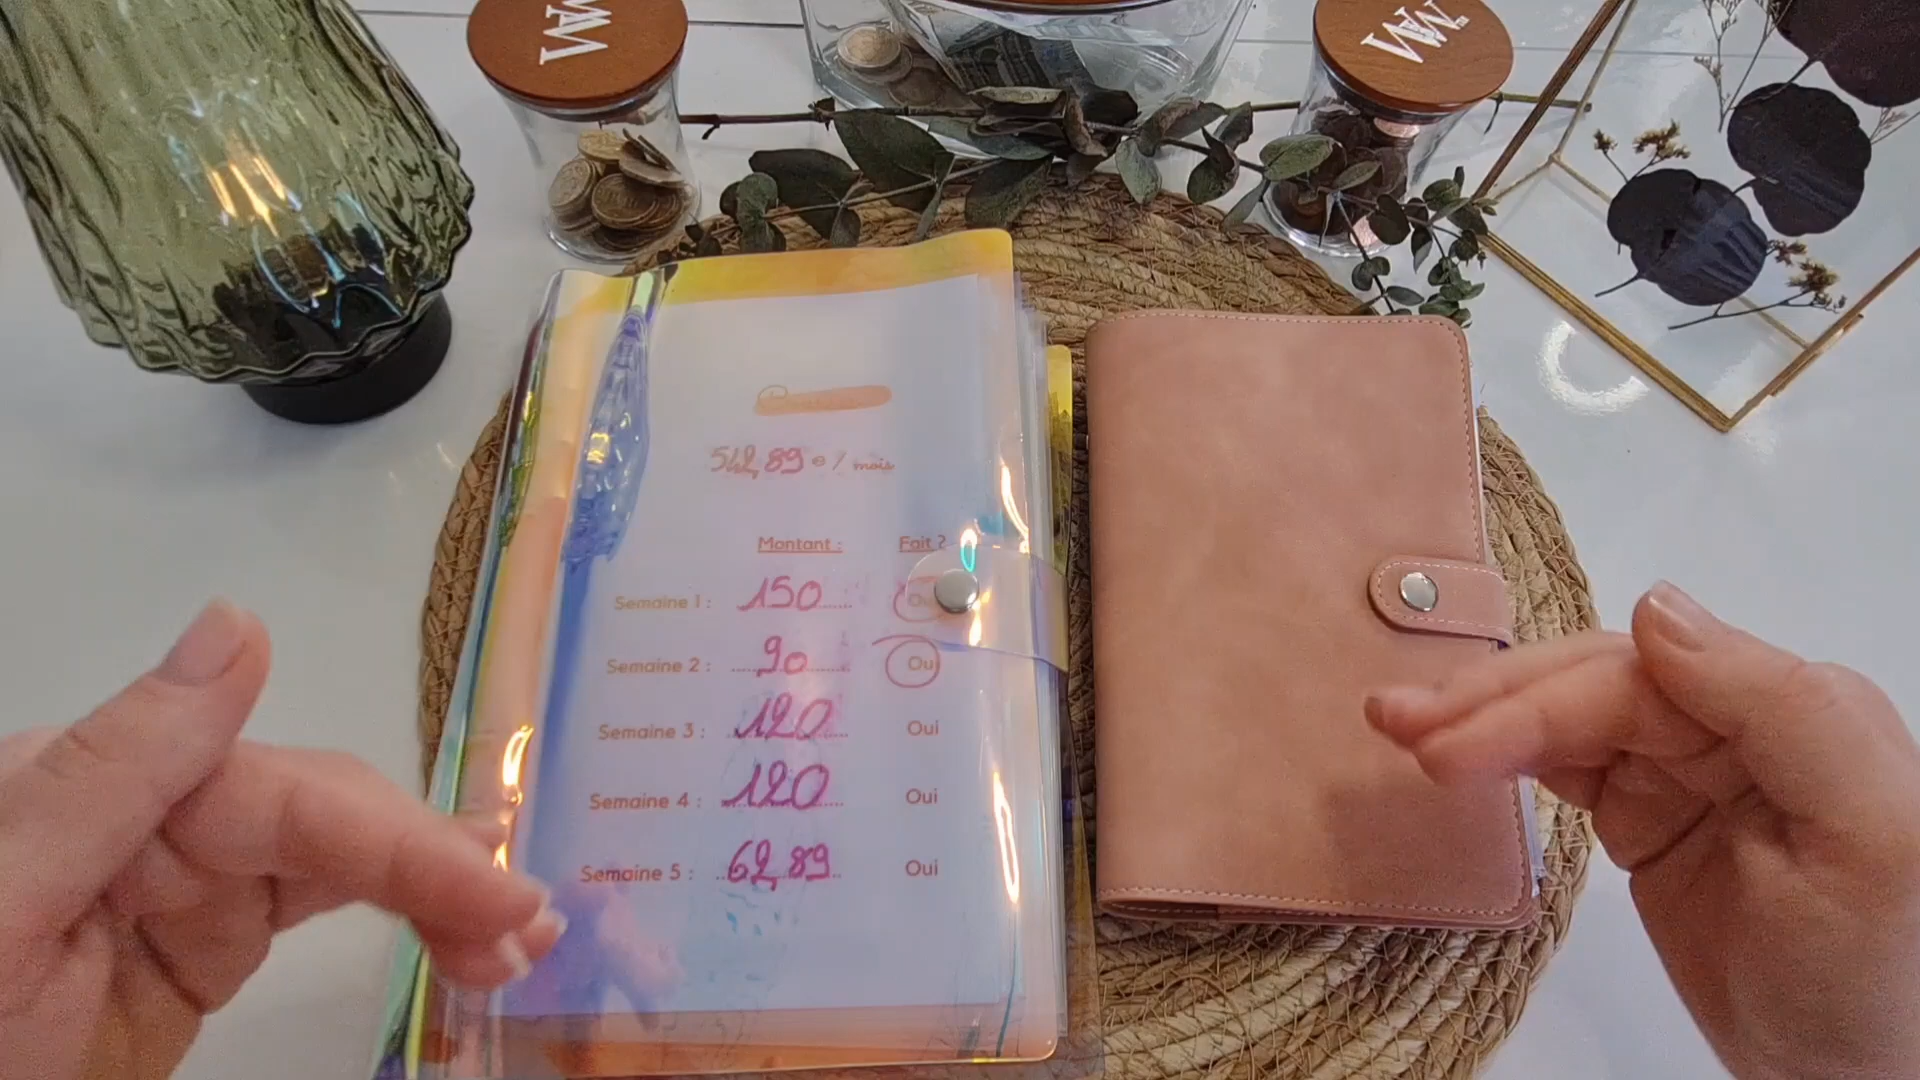 542,89 € / mois
Montant : Fait ?
Semaine 1 : 150 Oui
Semaine 2 : 90 Oui
Semaine 3 : 120 Oui
Semaine 4 : 120 Oui
Semaine 5 : 62,89 Oui